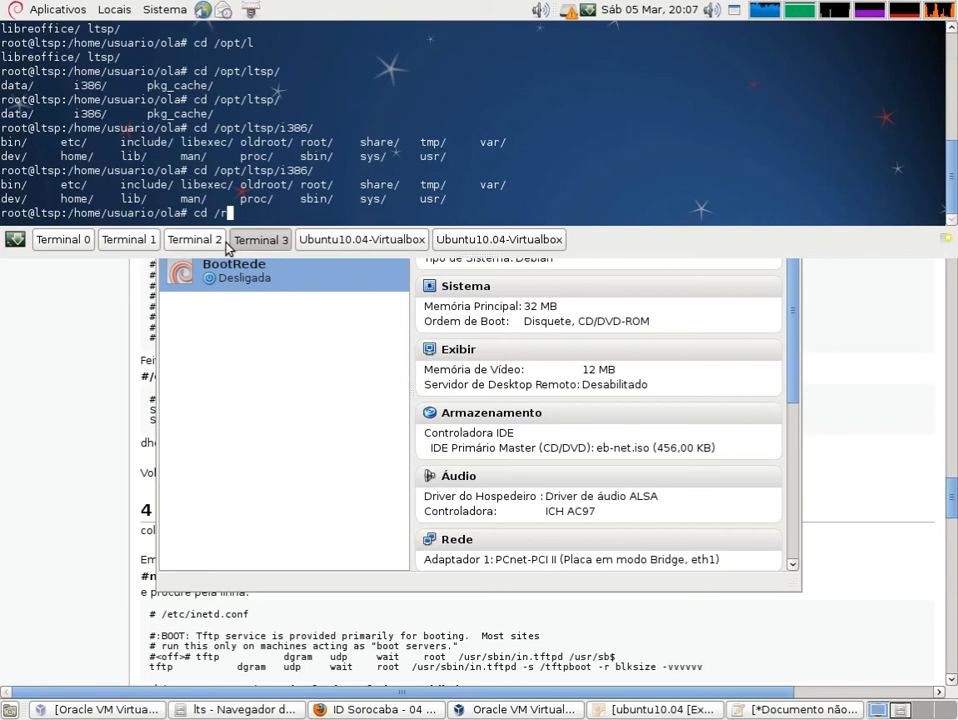 Aplicativos Locais Sistema Sáb 05 Mar, 20:07
libreoffice/ ltsp/
root@ltsp:/home/usuario/ola# cd /opt/l
libreoffice/ ltsp/
root@ltsp:/home/usuario/ola# cd /opt/ltsp/
data/ i386/ pkg_cache/
root@ltsp:/home/usuario/ola# cd /opt/ltsp/
data/ i386/ pkg_cache/
root@ltsp:/home/usuario/ola# cd /opt/ltsp/i386/
bin/ etc/ include/ libexec/ oldroot/ root/ share/ tmp/ var/
dev/ home/ lib/ man/ proc/ sbin/ sys/ usr/
root@ltsp:/home/usuario/ola# cd /opt/ltsp/i386/
bin/ etc/ include/ libexec/ oldroot/ root/ share/ tmp/ var/
dev/ home/ lib/ man/ proc/ sbin/ sys/ usr/
root@ltsp:/home/usuario/ola# cd /r
Terminal 0 Terminal 1 Terminal 2 Terminal 3 Ubuntu10.04-Virtualbox Ubuntu10.04-Virtualbox
BootRede
Desligada
Tipo de Sistema: Debian
Sistema
Memória Principal: 32 MB
Ordem de Boot: Disquete, CD/DVD-ROM
Exibir
Memória de Vídeo: 12 MB
Servidor de Desktop Remoto: Desabilitado
Armazenamento
Controladora IDE
IDE Primário Master (CD/DVD): eb-net.iso (456,00 KB)
Áudio
Driver do Hospedeiro : Driver de áudio ALSA
Controladora: ICH AC97
Rede
Adaptador 1: PCnet-PCI II (Placa em modo Bridge, eth1)
#
#
#
#
#
#
Fei
#/
#
S
S
dh
Vol
4
col
Em
#n
e procure pela linha:
# /etc/inetd.conf
#:BOOT: Tftp service is provided primarily for booting. Most sites
# run this only on machines acting as "boot servers."
#<off># tftp dgram udp wait root /usr/sbin/in.tftpd /usr/sb$
tftp dgram udp wait root /usr/sbin/in.tftpd -s /tftpboot -r blksize -vvvvvv
[Oracle VM Virtua... lts - Navegador d... ID Sorocaba - 04 ... Oracle VM Virtual... [ubuntu10.04 [Ex... [*Documento não...